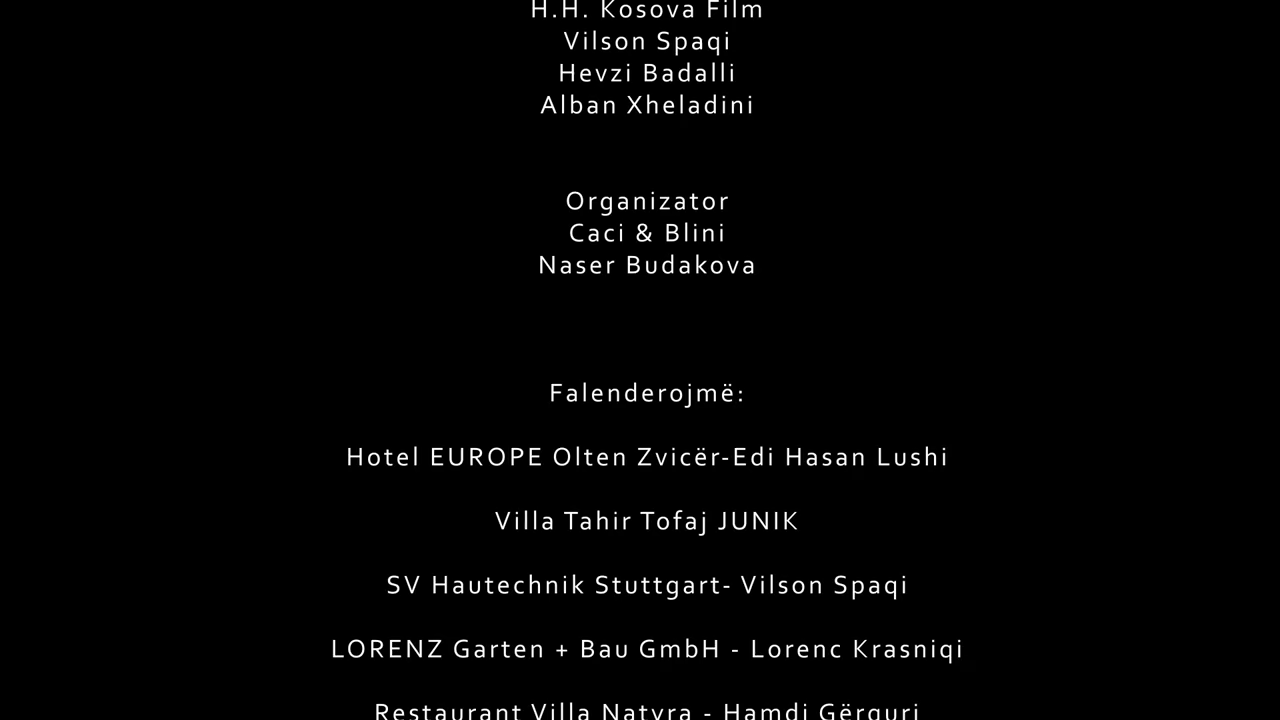 H.H. Kosova Film
Vilson Spaqi
Hevzi Badalli
Alban Xheladini
Organizator
Caci & Blini
Naser Budakova
Falenderojmë:
Hotel EUROPE Olten Zvicër-Edi Hasan Lushi
Villa Tahir Tofaj JUNIK
SV Hautechnik Stuttgart- Vilson Spaqi
LORENZ Garten + Bau GmbH - Lorenc Krasniqi
Restaurant Villa Natyra - Hamdi Gërguri